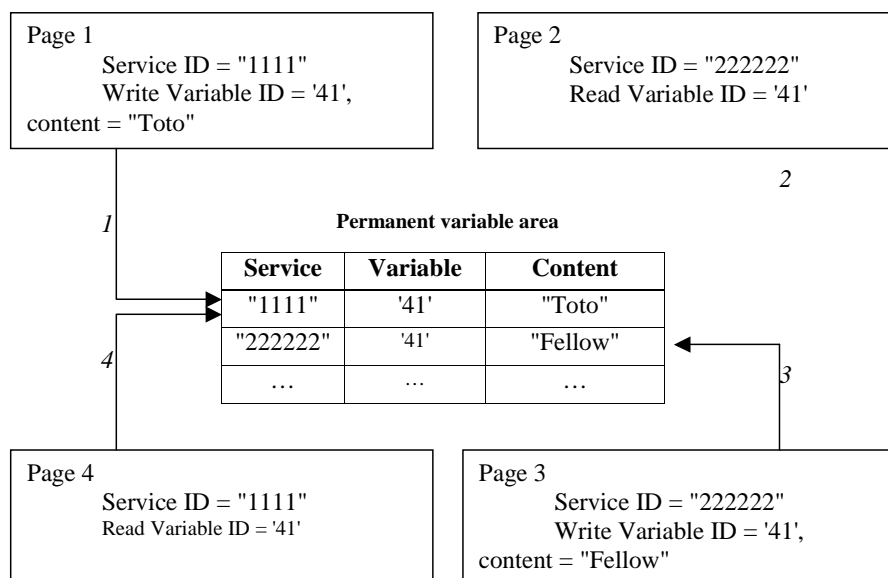 Page 1
Service ID = "1111"
Write Variable ID = '41',
content = "Toto"
Page 2
Service ID = "222222"
Read Variable ID = '41'
2
1
Permanent variable area
Service Variable Content
"1111" '41' "Toto"
"222222" '41' "Fellow"
… … …
4
3
Page 4
Service ID = "1111"
Read Variable ID = '41'
Page 3
Service ID = "222222"
Write Variable ID = '41',
content = "Fellow"